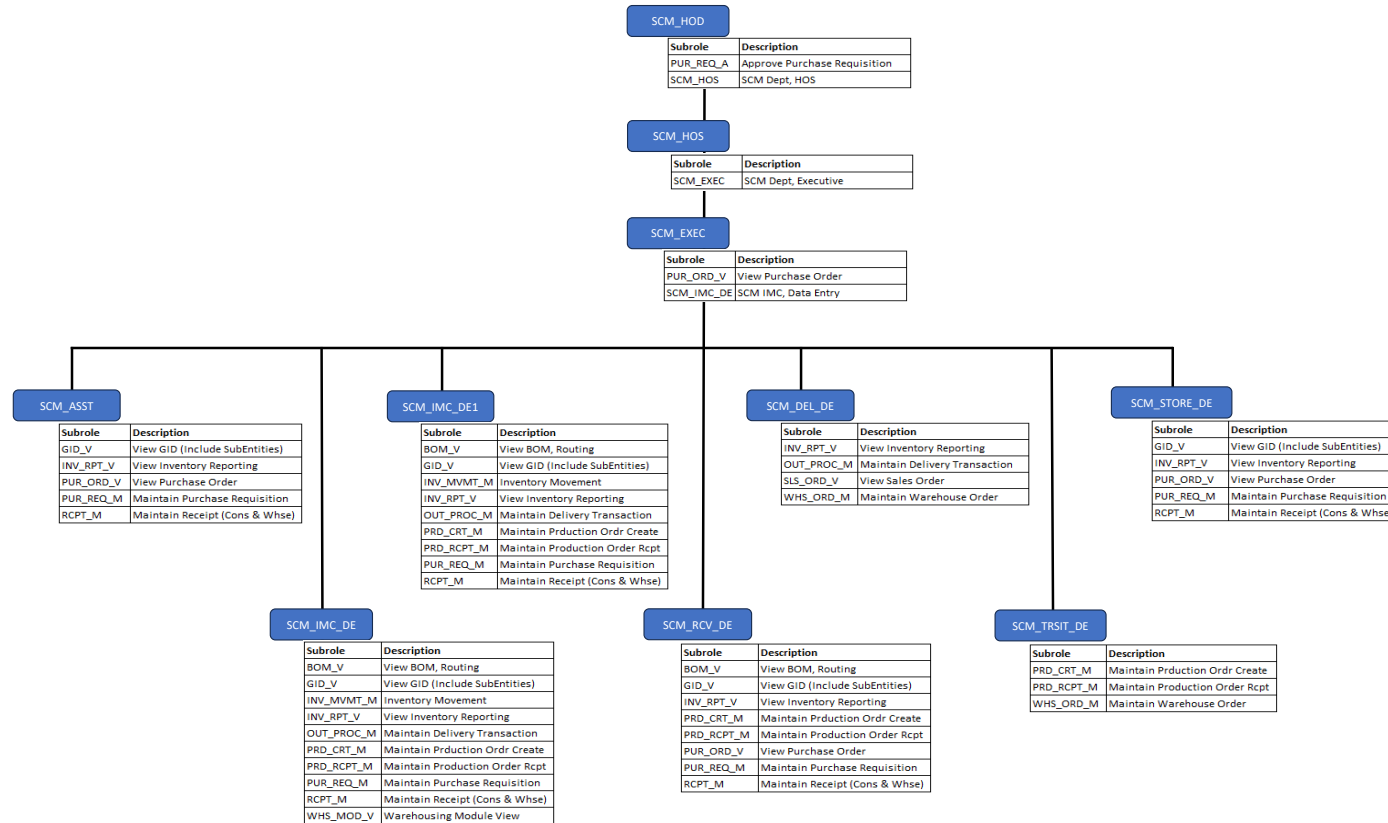 SCM_HOD
Subrole Description
PUR_REQ_A Approve Purchase Requisition
SCM_HOS SCM Dept, HOS
SCM_HOS
Subrole Description
SCM_EXEC SCM Dept, Executive
SCM_EXEC
Subrole Description
PUR_ORD_V View Purchase Order
SCM_IMC_DE SCM IMC, Data Entry
SCM_ASST
Subrole Description
GID_V View GID (Include SubEntities)
INV_RPT_V View Inventory Reporting
PUR_ORD_V View Purchase Order
PUR_REQ_M Maintain Purchase Requisition
RCPT_M Maintain Receipt (Cons & Whse)
SCM_IMC_DE1
Subrole Description
BOM_V View BOM, Routing
GID_V View GID (Include SubEntities)
INV_MVMT_M Inventory Movement
INV_RPT_V View Inventory Reporting
OUT_PROC_M Maintain Delivery Transaction
PRD_CRT_M Maintain Prduction Ordr Create
PRD_RCPT_M Maintain Production Order Rcpt
PUR_REQ_M Maintain Purchase Requisition
RCPT_M Maintain Receipt (Cons & Whse)
SCM_DEL_DE
Subrole Description
INV_RPT_V View Inventory Reporting
OUT_PROC_M Maintain Delivery Transaction
SLS_ORD_V View Sales Order
WHS_ORD_M Maintain Warehouse Order
SCM_STORE_DE
Subrole Description
GID_V View GID (Include SubEntities)
INV_RPT_V View Inventory Reporting
PUR_ORD_V View Purchase Order
PUR_REQ_M Maintain Purchase Requisition
RCPT_M Maintain Receipt (Cons & Whse
SCM_IMC_DE
Subrole Description
BOM_V View BOM, Routing
GID_V View GID (Include SubEntities)
INV_MVMT_M Inventory Movement
INV_RPT_V View Inventory Reporting
OUT_PROC_M Maintain Delivery Transaction
PRD_CRT_M Maintain Prduction Ordr Create
PRD_RCPT_M Maintain Production Order Rcpt
PUR_REQ_M Maintain Purchase Requisition
RCPT_M Maintain Receipt (Cons & Whse)
WHS_MOD_V Warehousing Module View
SCM_RCV_DE
Subrole Description
BOM_V View BOM, Routing
GID_V View GID (Include SubEntities)
INV_RPT_V View Inventory Reporting
PRD_CRT_M Maintain Prduction Ordr Create
PRD_RCPT_M Maintain Production Order Rcpt
PUR_ORD_V View Purchase Order
PUR_REQ_M Maintain Purchase Requisition
RCPT_M Maintain Receipt (Cons & Whse)
SCM_TRSIT_DE
Subrole Description
PRD_CRT_M Maintain Prduction Ordr Create
PRD_RCPT_M Maintain Production Order Rcpt
WHS_ORD_M Maintain Warehouse Order